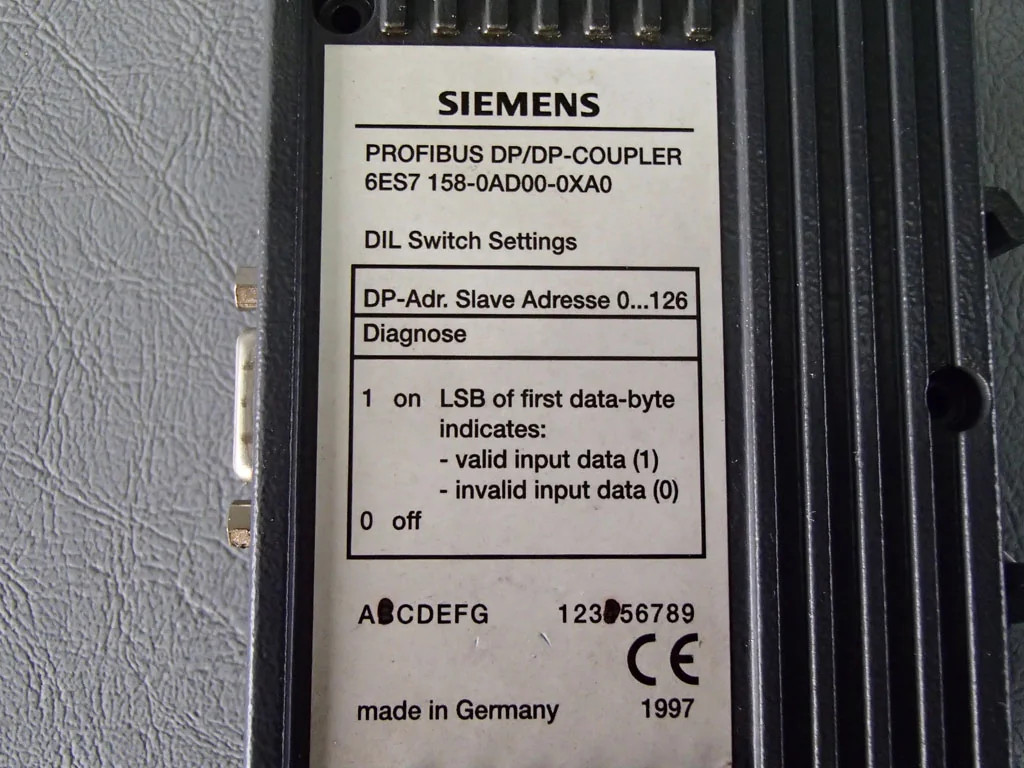 SIEMENS
PROFIBUS DP/DP-COUPLER
6ES7 158-0AD00-0XA0
DIL Switch Settings
DP-Adr. Slave Adresse 0...126
Diagnose
1 on LSB of first data-byte
indicates:
- valid input data (1)
- invalid input data (0)
0 off
ABCDEFG 123456789
CE
made in Germany 1997